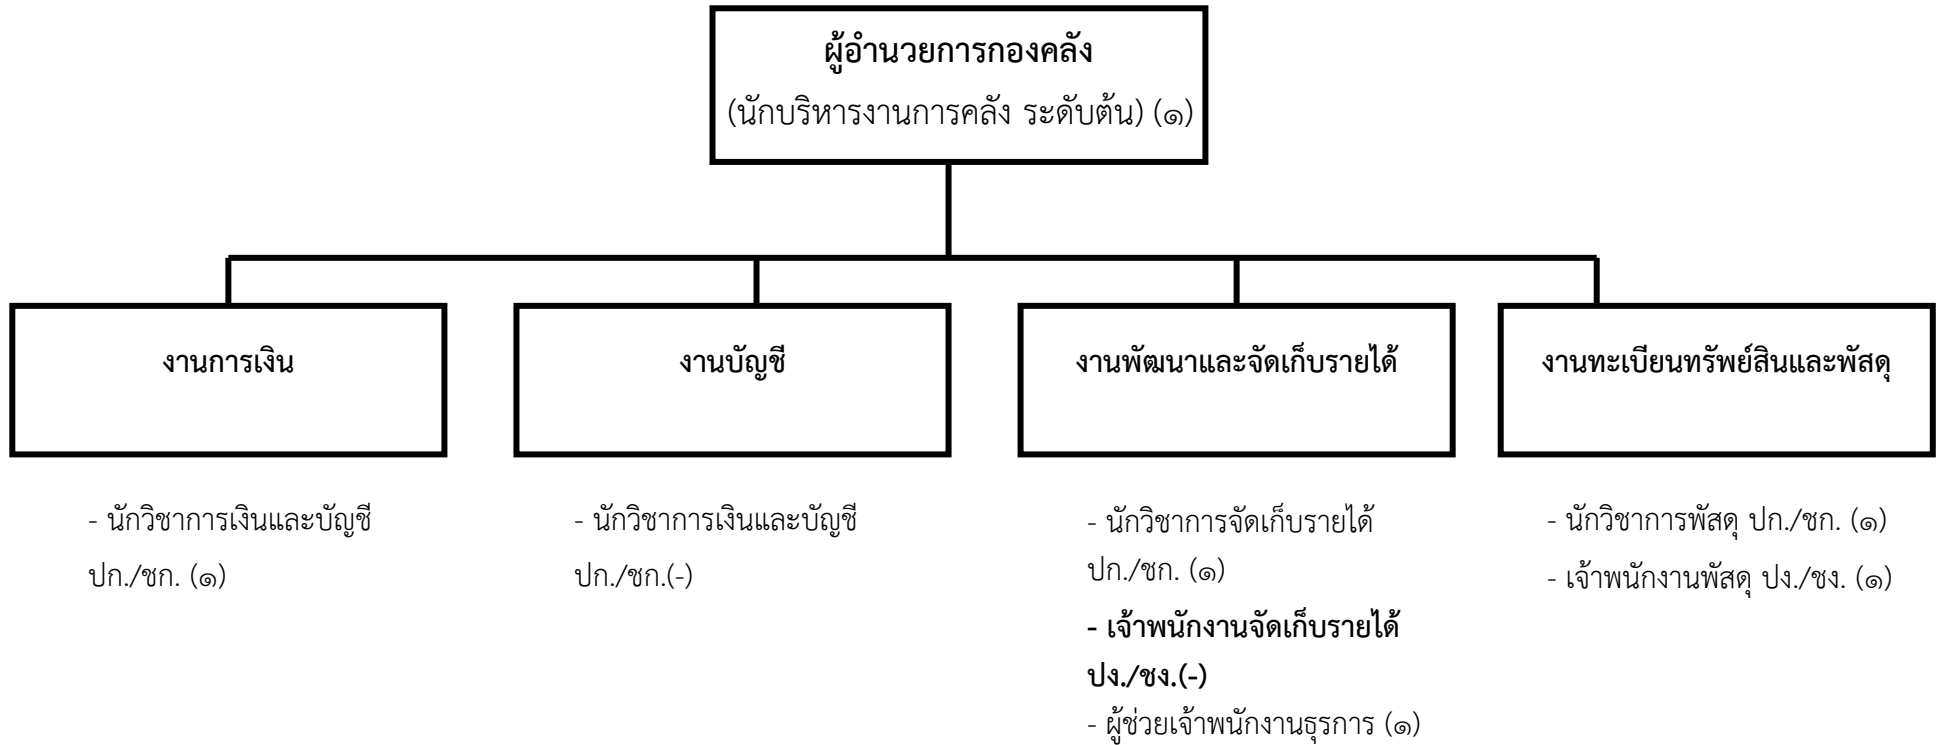 ผู้อำนวยการกองคลัง
(นักบริหารงานการคลัง ระดับต้น) (๑)
งานการเงิน
งานบัญชี
งานพัฒนาและจัดเก็บรายได้
งานทะเบียนทรัพย์สินและพัสดุ
- นักวิชาการเงินและบัญชี
ปก./ชก. (๑)
- นักวิชาการเงินและบัญชี
ปก./ชก.(-)
- นักวิชาการจัดเก็บรายได้
ปก./ชก. (๑)
- เจ้าพนักงานจัดเก็บรายได้
ปง./ชง.(-)
- ผู้ช่วยเจ้าพนักงานธุรการ (๑)
- นักวิชาการพัสดุ ปก./ชก. (๑)
- เจ้าพนักงานพัสดุ ปง./ชง. (๑)